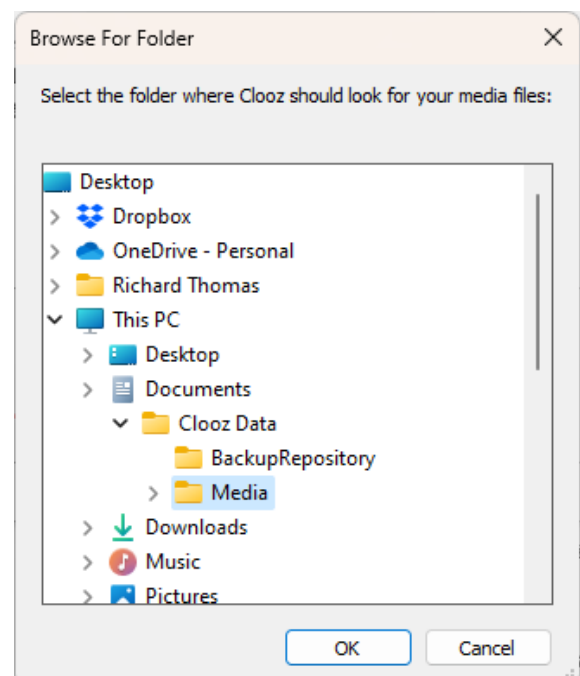 Browse For Folder
Select the folder where Clooz should look for your media files:
Desktop
Dropbox
OneDrive - Personal
Richard Thomas
This PC
Desktop
Documents
Clooz Data
BackupRepository
Media
Downloads
Music
Pictures
OK
Cancel